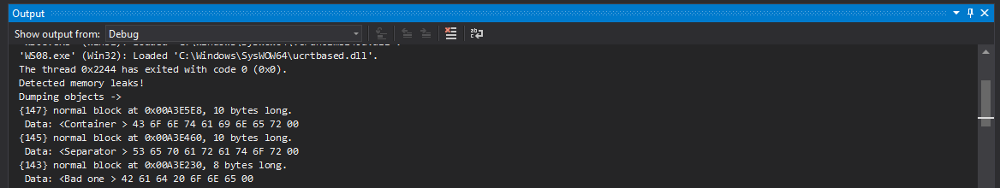 Output
Show output from: Debug
'WS08.exe' (Win32): Loaded 'C:\Windows\SysWOW64\ucrtbased.dll'.
The thread 0x2244 has exited with code 0 (0x0).
Detected memory leaks!
Dumping objects ->
{147} normal block at 0x00A3E5E8, 10 bytes long.
 Data: <Container > 43 6F 6E 74 61 69 6E 65 72 00
{145} normal block at 0x00A3E460, 10 bytes long.
 Data: <Separator > 53 65 70 61 72 61 74 6F 72 00
{143} normal block at 0x00A3E230, 8 bytes long.
 Data: <Bad one > 42 61 64 20 6F 6E 65 00